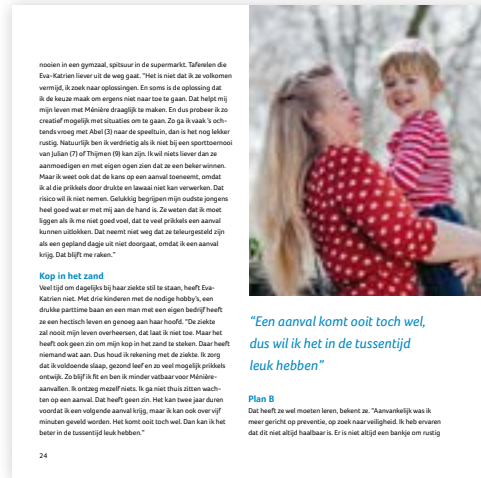 nooien in een gymzaal, spitsuur in de supermarkt. Taferelen die
Eva-Katrien liever uit de weg gaat. "Het is niet dat ik ze volkomen
vermijd, ik zoek naar oplossingen. En soms is de oplossing dat
ik de keuze maak om ergens niet naar toe te gaan. Dat helpt mij
mijn leven met Ménière draaglijk te maken. En dus probeer ik zo
creatief mogelijk met situaties om te gaan. Zo ga ik vaak 's och-
tends vroeg met Abel (3) naar de speeltuin, dan is het nog lekker
rustig. Natuurlijk ben ik verdrietig als ik niet bij een sporttoernooi
van Julian (7) of Thijmen (9) kan zijn. Ik wil niets liever dan ze
aanmoedigen en met eigen ogen zien dat ze een beker winnen.
Maar ik weet ook dat de kans op een aanval toeneemt, omdat
ik al die prikkels door drukte en lawaai niet kan verwerken. Dat
risico wil ik niet nemen. Gelukkig begrijpen mijn oudste jongens
heel goed wat er met mij aan de hand is. Ze weten dat ik moet
liggen als ik me niet goed voel, dat te veel prikkels een aanval
kunnen uitlokken. Dat neemt niet weg dat ze teleurgesteld zijn
als een gepland dagje uit niet doorgaat, omdat ik een aanval
krijg. Dat blijft me raken."
Kop in het zand
Veel tijd om dagelijks bij haar ziekte stil te staan, heeft Eva-
Katrien niet. Met drie kinderen met de nodige hobby's, een
drukke parttime baan en een man met een eigen bedrijf heeft
ze een hectisch leven en genoeg aan haar hoofd. "De ziekte
zal nooit mijn leven overheersen, dat laat ik niet toe. Maar het
heeft ook geen zin om mijn kop in het zand te steken. Daar heeft
niemand wat aan. Dus houd ik rekening met de ziekte. Ik zorg
dat ik voldoende slaap, gezond leef en zo veel mogelijk prikkels
ontwijk. Zo blijf ik fit en ben ik minder vatbaar voor Ménière-
aanvallen. Ik ontzeg mezelf niets. Ik ga niet thuis zitten wach-
ten op een aanval. Dat heeft geen zin. Het kan twee jaar duren
voordat ik een volgende aanval krijg, maar ik kan ook over vijf
minuten geveld worden. Het komt ooit toch wel. Dan kan ik het
beter in de tussentijd leuk hebben."
24
"Een aanval komt ooit toch wel,
dus wil ik het in de tussentijd
leuk hebben"
Plan B
Dat heeft ze wel moeten leren, bekent ze. "Aanvankelijk was ik
meer gericht op preventie, op zoek naar veiligheid. Ik heb ervaren
dat dit niet altijd haalbaar is. Er is niet altijd een bankje om rustig